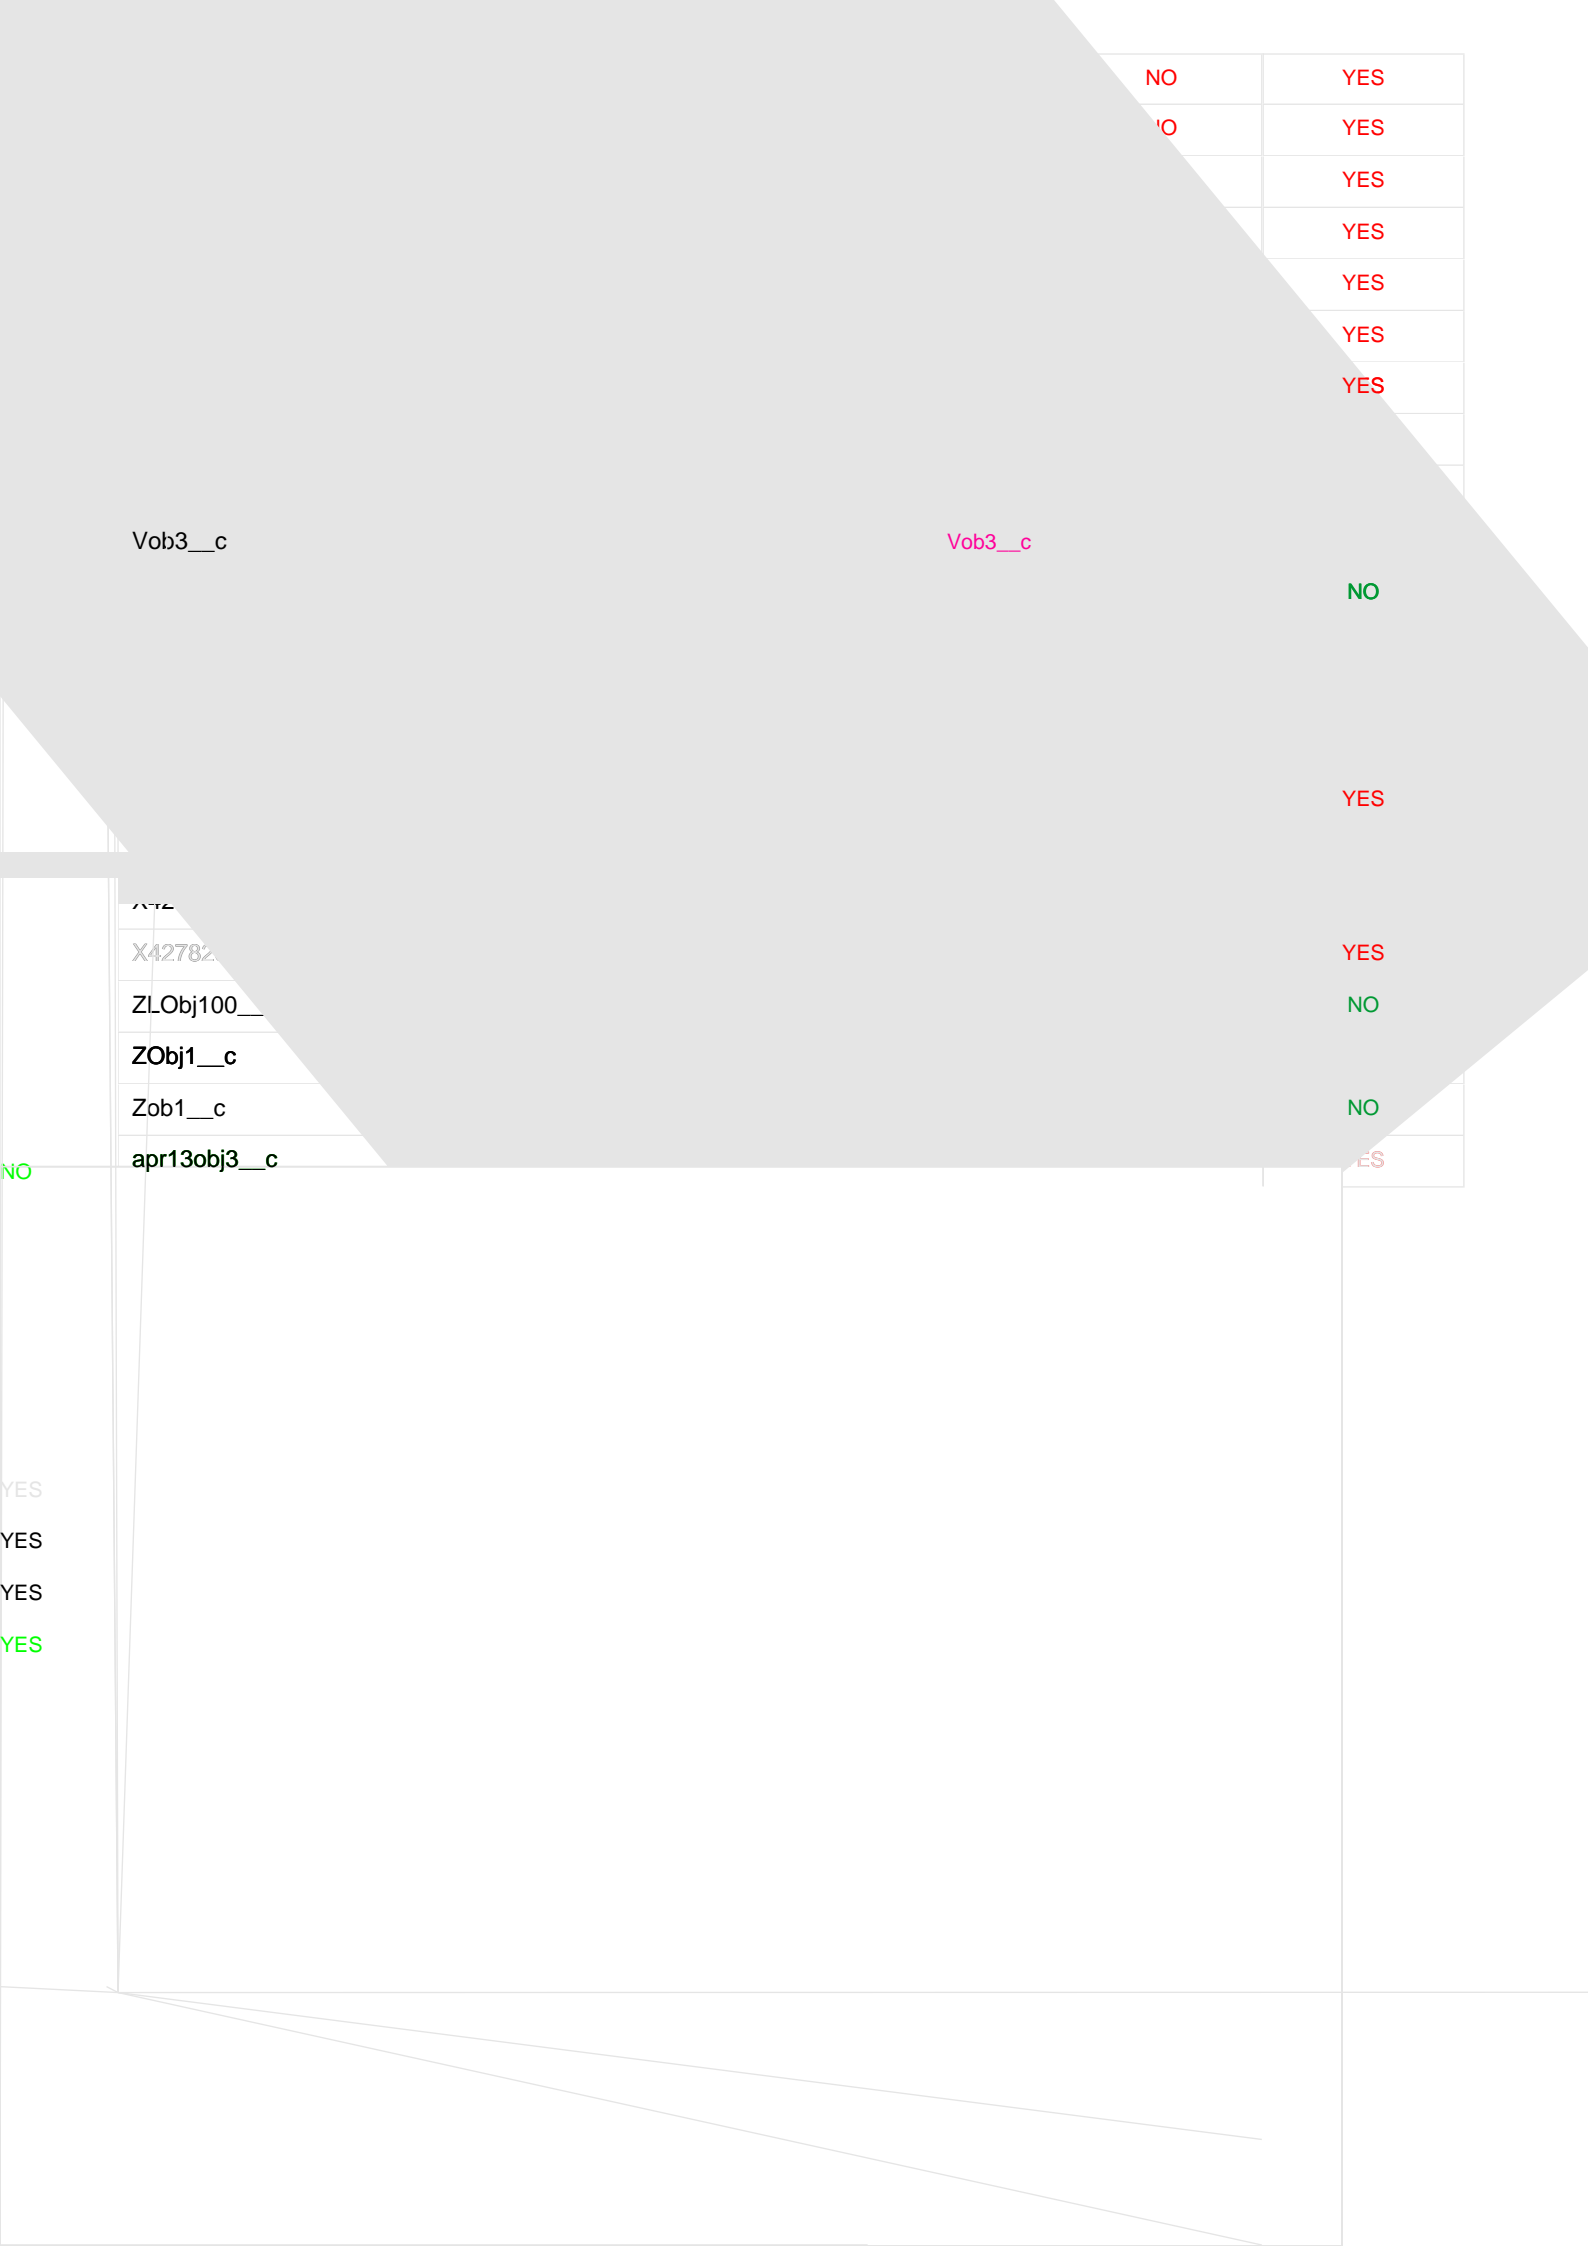 NO YES
YES
YES
YES
YES
YES
YES
Vob3__c Vob3__c
NO
YES
YES
ZLObj100__ NO
ZObj1__c
Zob1__c NO
apr13obj3__c
NO
YES
YES
YES
YES